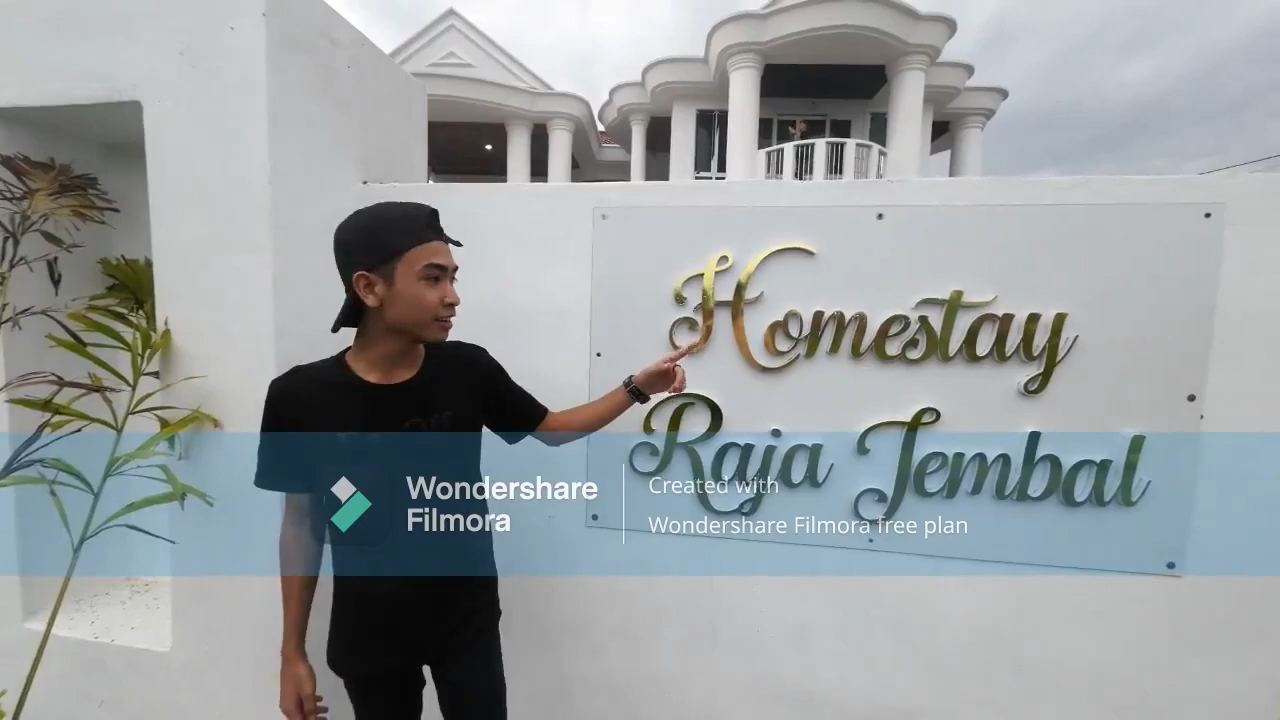 Homestay
Raja Jembal
Wondershare
Filmora
Created with
Wondershare Filmora free plan